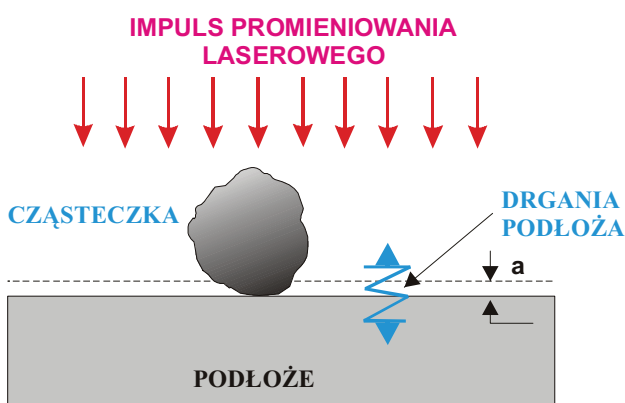 IMPULS PROMIENIOWANIA
LASEROWEGO
CZĄSTECZKA
DRGANIA
PODŁOŻA
a
PODŁOŻE